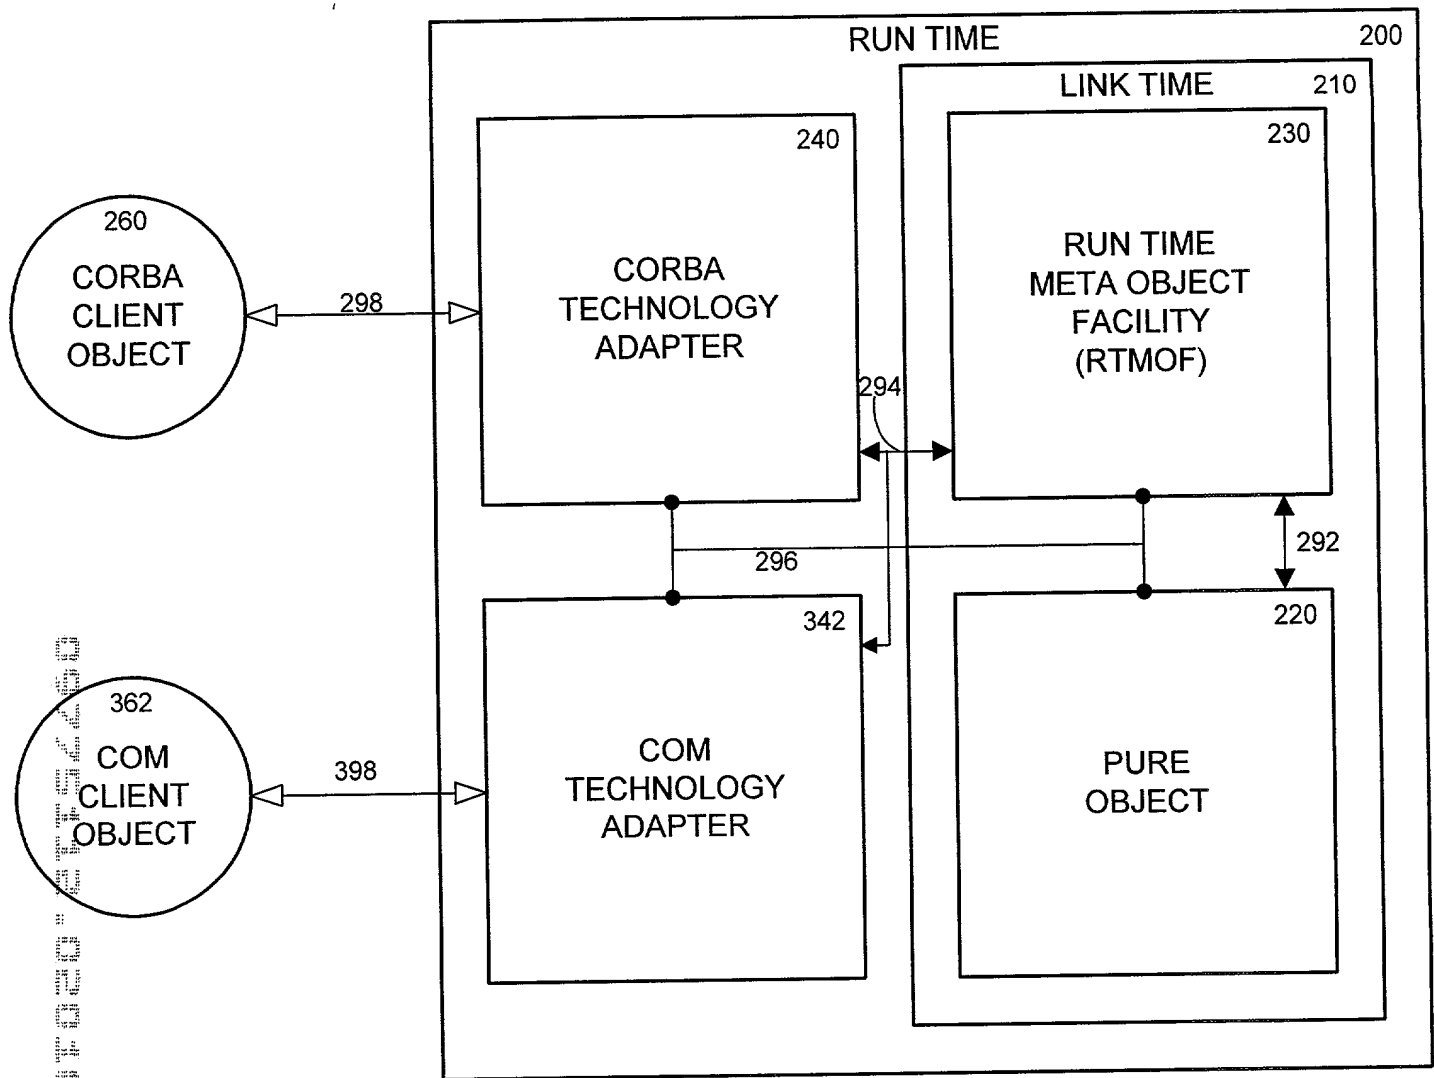 RUN TIME
200
LINK TIME
210
240
CORBA
TECHNOLOGY
ADAPTER
230
RUN TIME
META OBJECT
FACILITY
(RTMOF)
260
CORBA
CLIENT
OBJECT
298
294
296
292
342
COM
TECHNOLOGY
ADAPTER
220
PURE
OBJECT
362
COM
CLIENT
OBJECT
398